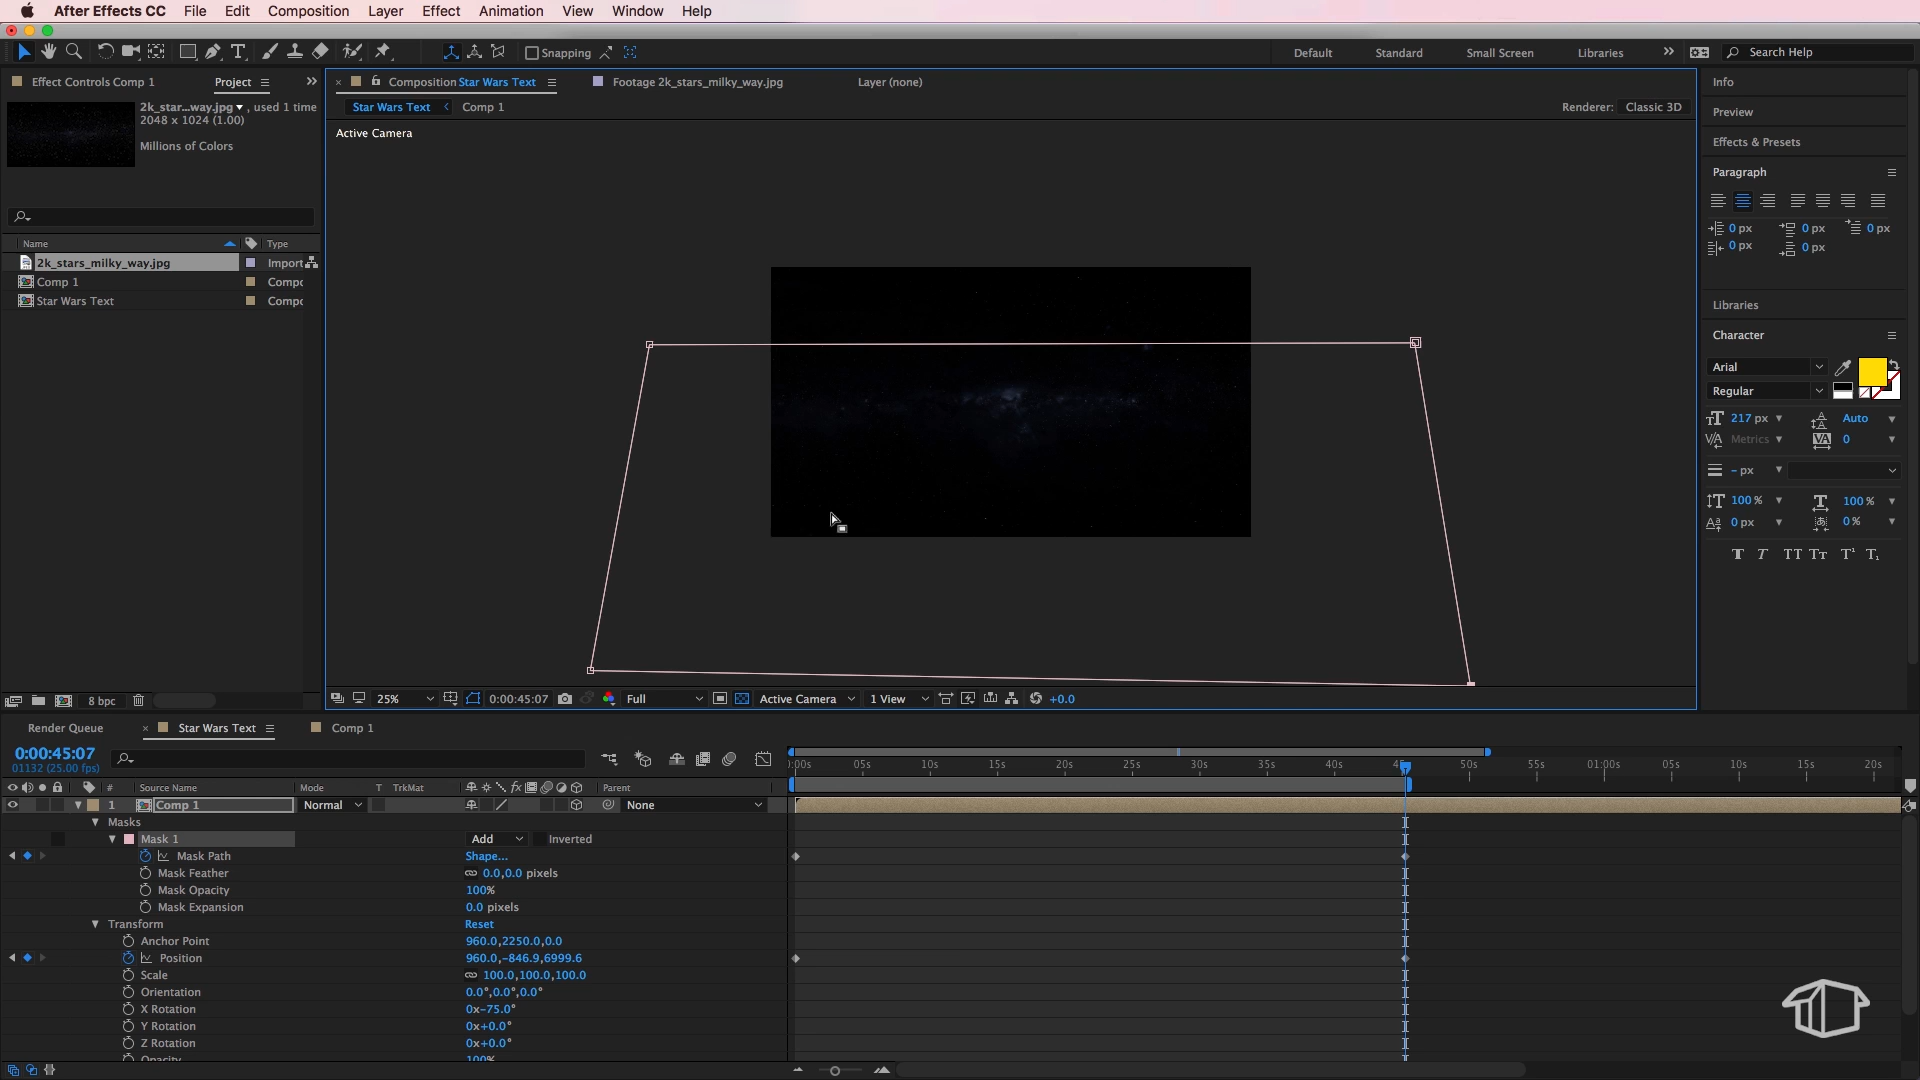 After Effects CC File Edit Composition Layer Effect Animation View Window Help
Snapping Default Standard Small Screen Libraries Search Help
Effect Controls Comp 1 Project
2k_star...way.jpg, used 1 time
2048 x 1024 (1.00)
Millions of Colors
Name Type
2k_stars_milky_way.jpg Import
Comp 1 Compo
Star Wars Text Compo
8 bpc
Composition Star Wars Text Footage 2k_stars_milky_way.jpg Layer (none)
Star Wars Text Comp 1 Renderer: Classic 3D
Active Camera
25% 0:00:45:07 Full Active Camera 1 View +0.0
Info
Preview
Effects & Presets
Paragraph
0 px 0 px 0 px
0 px 0 px
Libraries
Character
Arial
Regular
217 px Auto
Metrics 0
- px
100 % 100 %
0 px 0 %
T T TT Tt T¹ T₁
Render Queue Star Wars Text Comp 1
0:00:45:07
01132 (25.00 fps)
# Source Name Mode T TrkMat Parent
1 Comp 1 Normal None
Masks
Mask 1 Add Inverted
Mask Path Shape...
Mask Feather 0.0,0.0 pixels
Mask Opacity 100%
Mask Expansion 0.0 pixels
Transform Reset
Anchor Point 960.0,2250.0,0.0
Position 960.0,-846.9,6999.6
Scale 100.0,100.0,100.0
Orientation 0.0°,0.0°,0.0°
X Rotation 0x-75.0°
Y Rotation 0x+0.0°
Z Rotation 0x+0.0°
Opacity 100%
):00s 05s 10s 15s 20s 25s 30s 35s 40s 50s 55s 01:00s 05s 10s 15s 20s